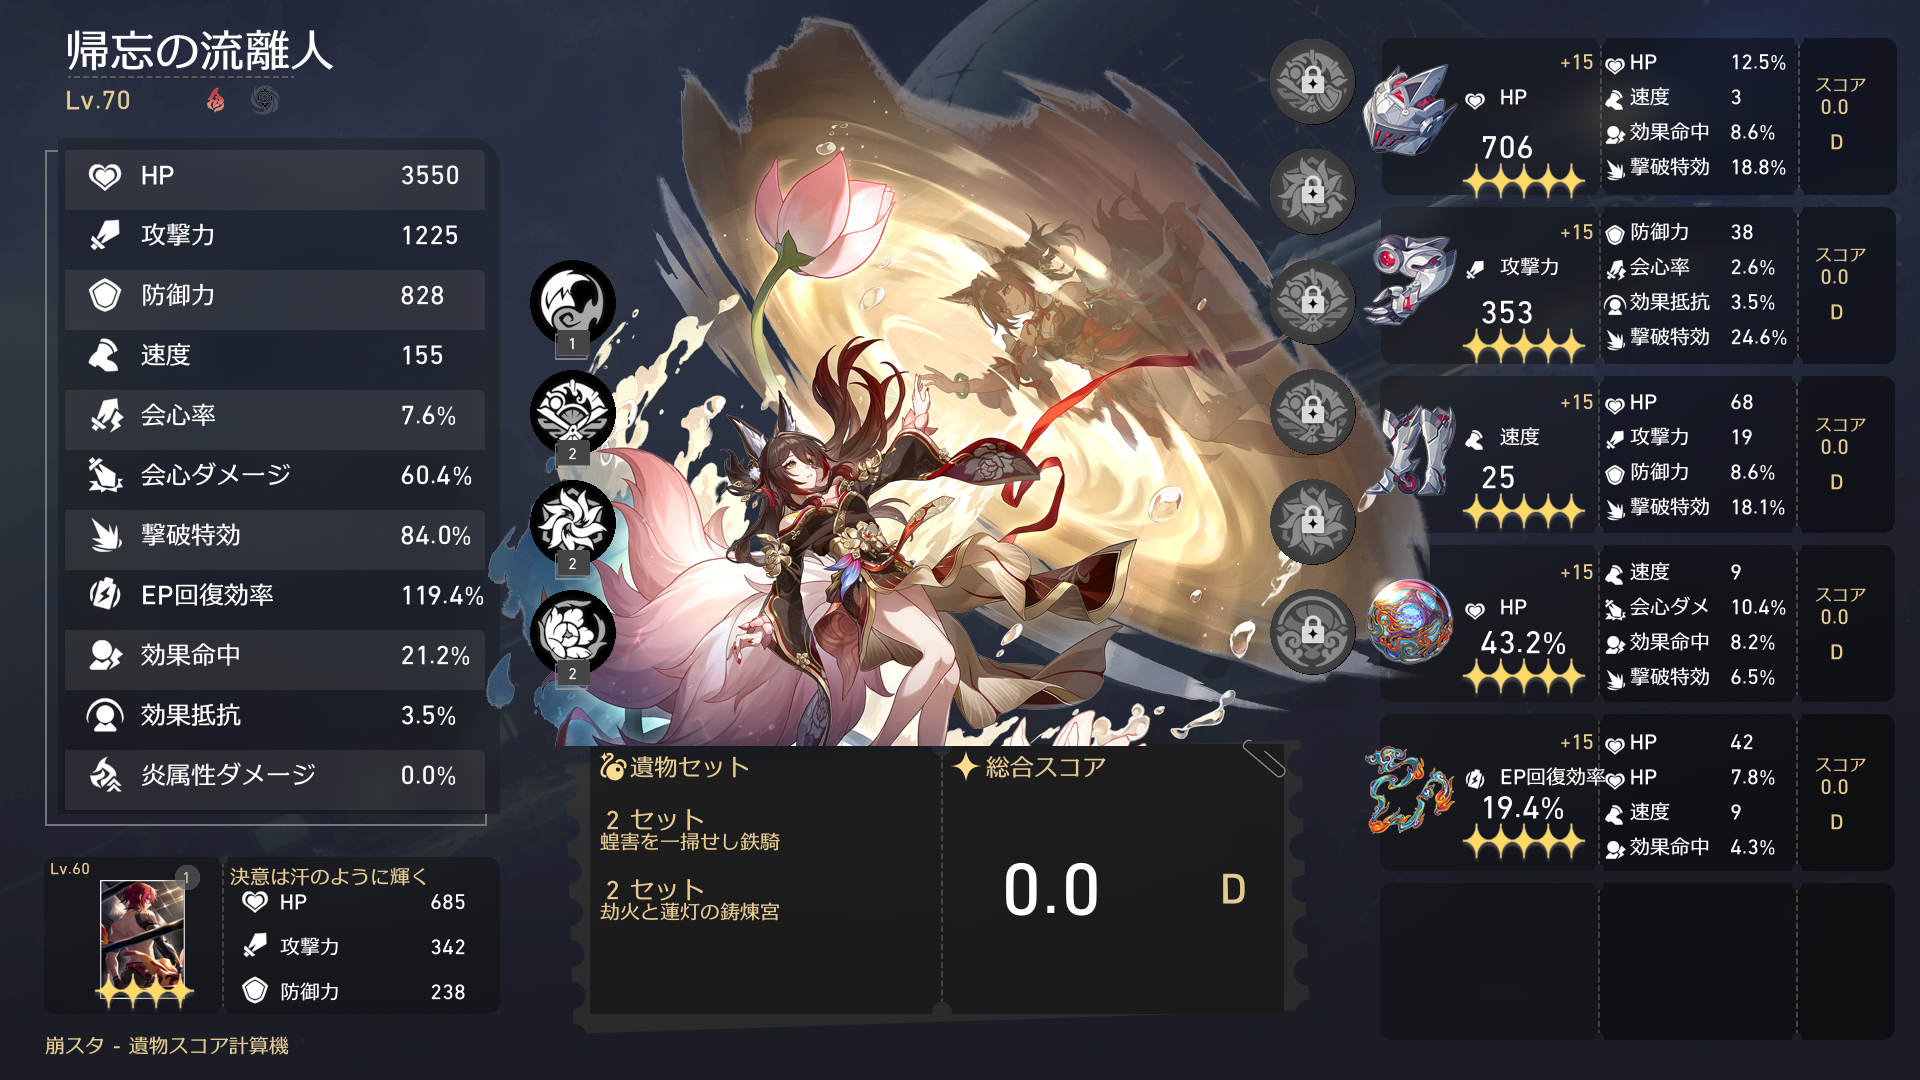 帰忘の流離人
Lv.70
HP 3550
攻撃力 1225
防御力 828
速度 155
会心率 7.6%
会心ダメージ 60.4%
撃破特効 84.0%
EP回復効率 119.4%
効果命中 21.2%
効果抵抗 3.5%
炎属性ダメージ 0.0%
Lv.60
1
決意は汗のように輝く
HP 685
攻撃力 342
防御力 238
崩スタ - 遺物スコア計算機
1
2
2
2
遺物セット
2 セット
蝗害を一掃せし鉄騎
2 セット
劫火と蓮灯の鋳煉宮
総合スコア
0.0 D
+15
HP
706
HP 12.5%
速度 3
効果命中 8.6%
撃破特効 18.8%
スコア
0.0
D
+15
攻撃力
353
防御力 38
会心率 2.6%
効果抵抗 3.5%
撃破特効 24.6%
スコア
0.0
D
+15
速度
25
HP 68
攻撃力 19
防御力 8.6%
撃破特効 18.1%
スコア
0.0
D
+15
HP
43.2%
速度 9
会心ダメ 10.4%
効果命中 8.2%
撃破特効 6.5%
スコア
0.0
D
+15
EP回復効率
19.4%
HP 42
HP 7.8%
速度 9
効果命中 4.3%
スコア
0.0
D